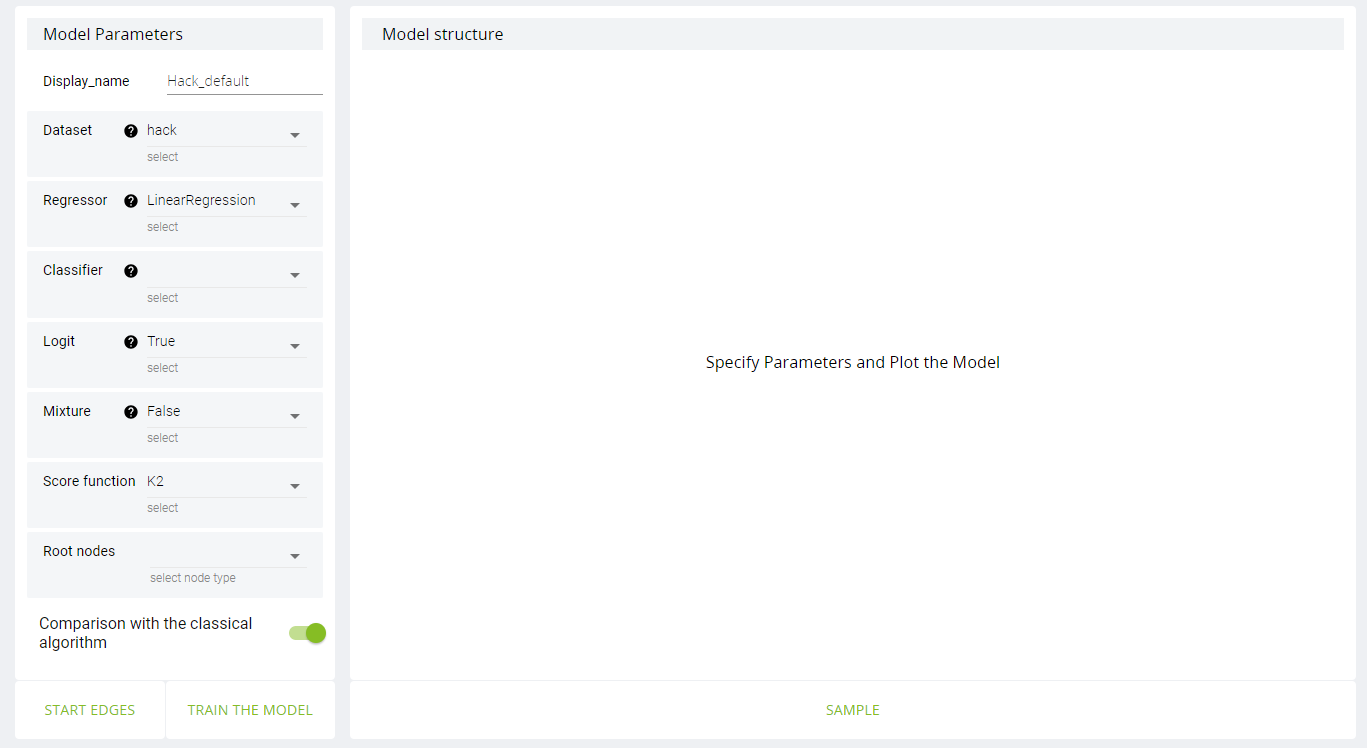 Model Parameters
Display_name Hack_default
Dataset ? hack
select
Regressor ? LinearRegression
select
Classifier ?
select
Logit ? True
select
Mixture ? False
select
Score function K2
select
Root nodes
select node type
Comparison with the classical
algorithm
START EDGES TRAIN THE MODEL
Model structure
Specify Parameters and Plot the Model
SAMPLE